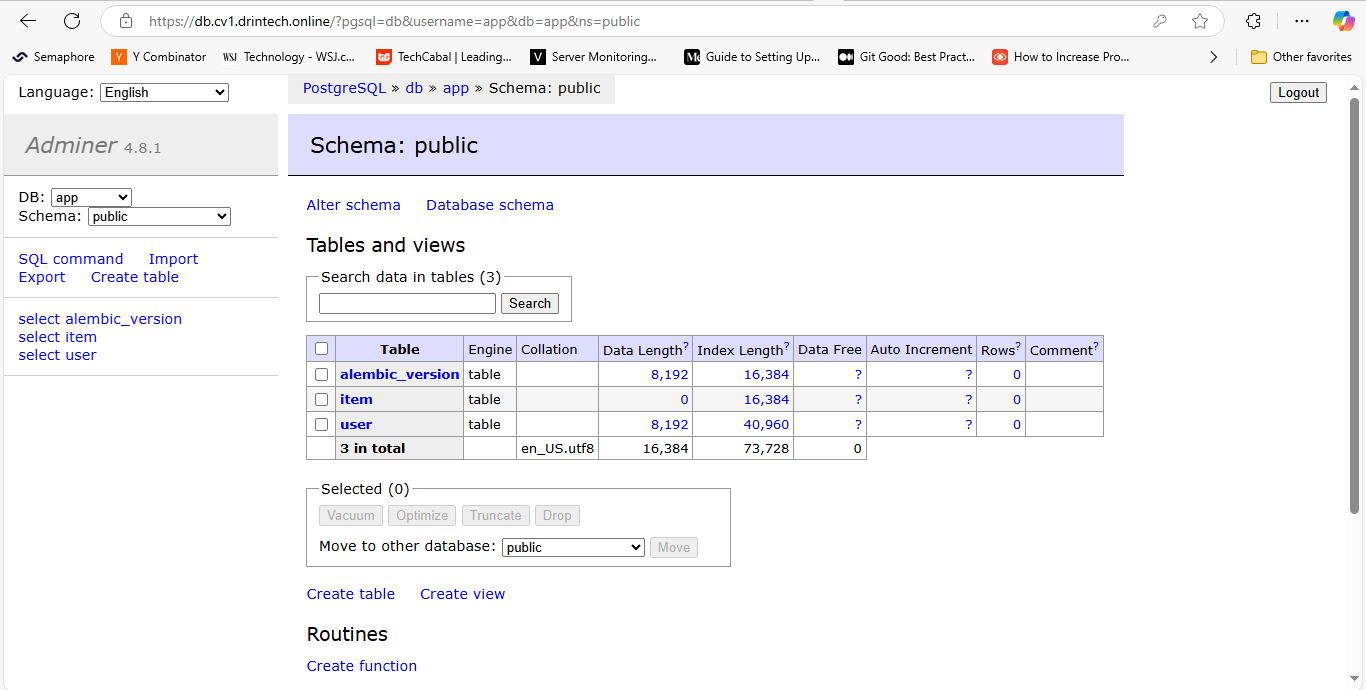 https://db.cv1.drintech.online/?pgsql=db&username=app&db=app&ns=public
Semaphore Y Combinator WSJ Technology - WSJ.c... TC TechCabal | Leading... V Server Monitoring... Guide to Setting Up... Git Good: Best Pract... How to Increase Pro... Other favorites
Language: English
PostgreSQL » db » app » Schema: public
Logout
Adminer 4.8.1
DB: app
Schema: public
SQL command Import
Export Create table
select alembic_version
select item
select user
Schema: public
Alter schema Database schema
Tables and views
Search data in tables (3)
Search
Table Engine Collation Data Length? Index Length? Data Free Auto Increment Rows? Comment?
alembic_version table 8,192 16,384 ? ? 0
item table 0 16,384 ? ? 0
user table 8,192 40,960 ? ? 0
3 in total en_US.utf8 16,384 73,728 0
Selected (0)
Vacuum Optimize Truncate Drop
Move to other database: public Move
Create table Create view
Routines
Create function